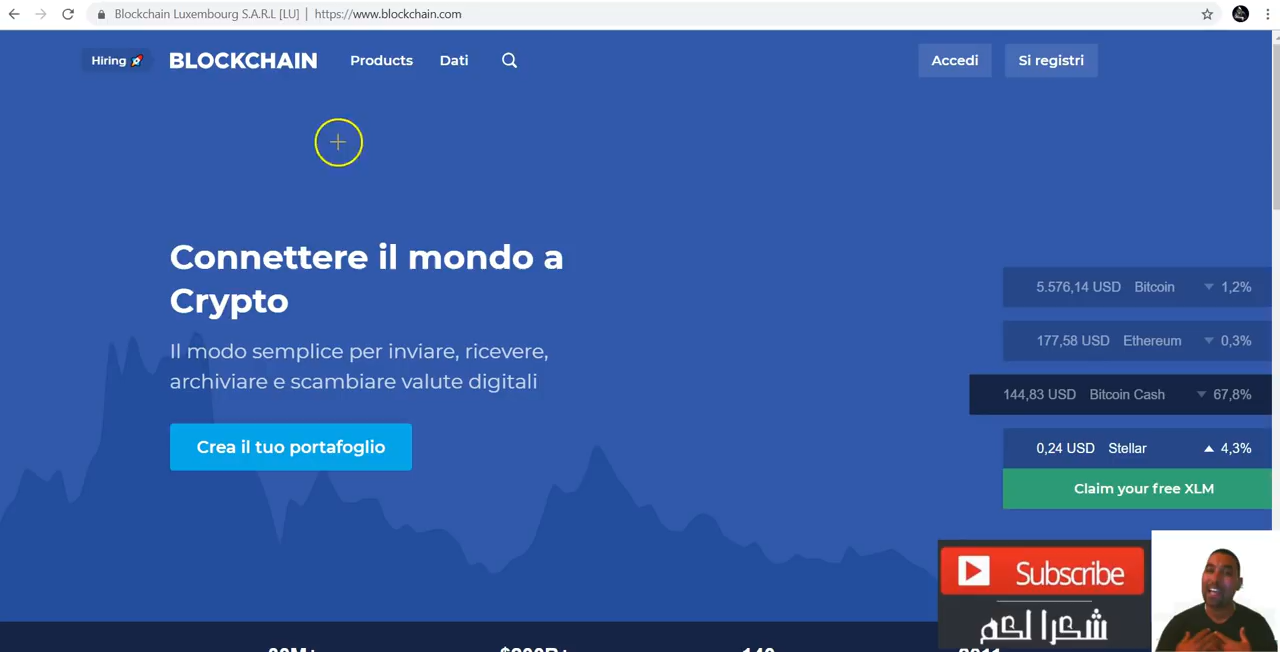 Blockchain Luxembourg S.A.R.L [LU] | https://www.blockchain.com
Hiring 🚀 BLOCKCHAIN Products Dati Accedi Si registri
Connettere il mondo a
Crypto
Il modo semplice per inviare, ricevere,
archiviare e scambiare valute digitali
Crea il tuo portafoglio
5.576,14 USD Bitcoin ▼ 1,2%
177,58 USD Ethereum ▼ 0,3%
144,83 USD Bitcoin Cash ▼ 67,8%
0,24 USD Stellar ▲ 4,3%
Claim your free XLM
Subscribe
شكرا لكم